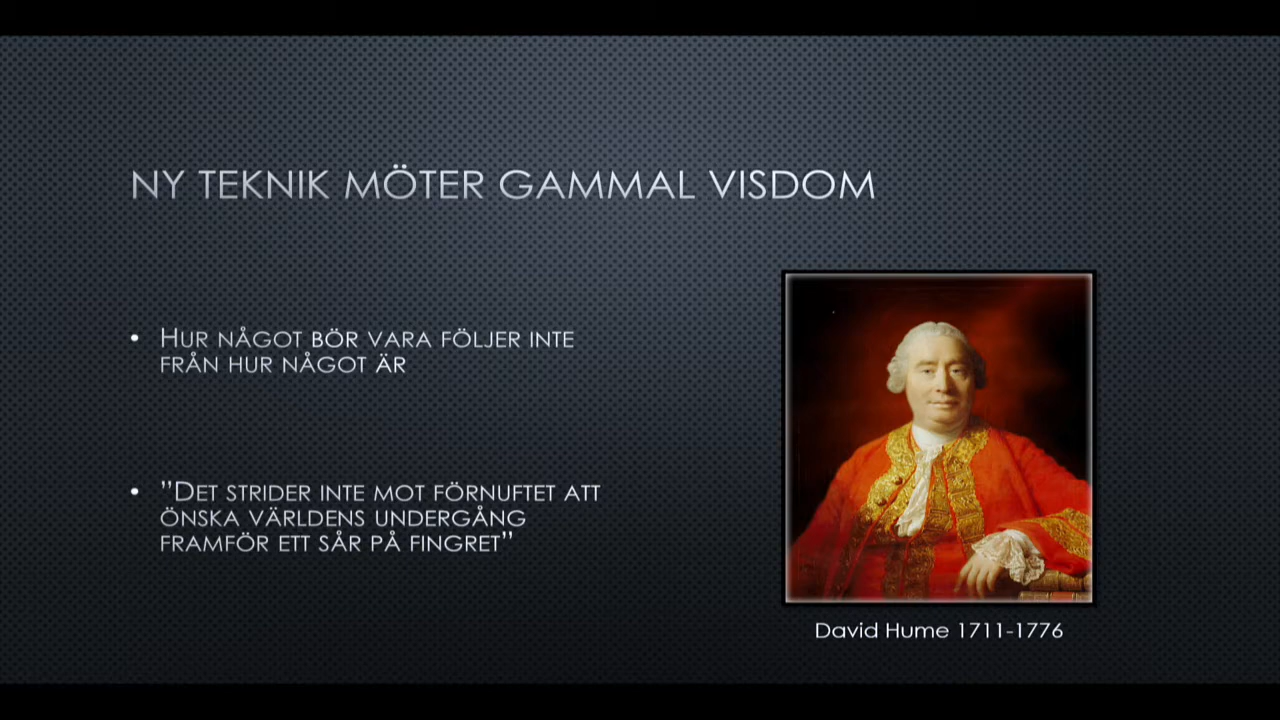 NY TEKNIK MÖTER GAMMAL VISDOM
• HUR NÅGOT BÖR VARA FÖLJER INTE
FRÅN HUR NÅGOT ÄR
• ”DET STRIDER INTE MOT FÖRNUFTET ATT
ÖNSKA VÄRLDENS UNDERGÅNG
FRAMFÖR ETT SÅR PÅ FINGRET”
David Hume 1711-1776